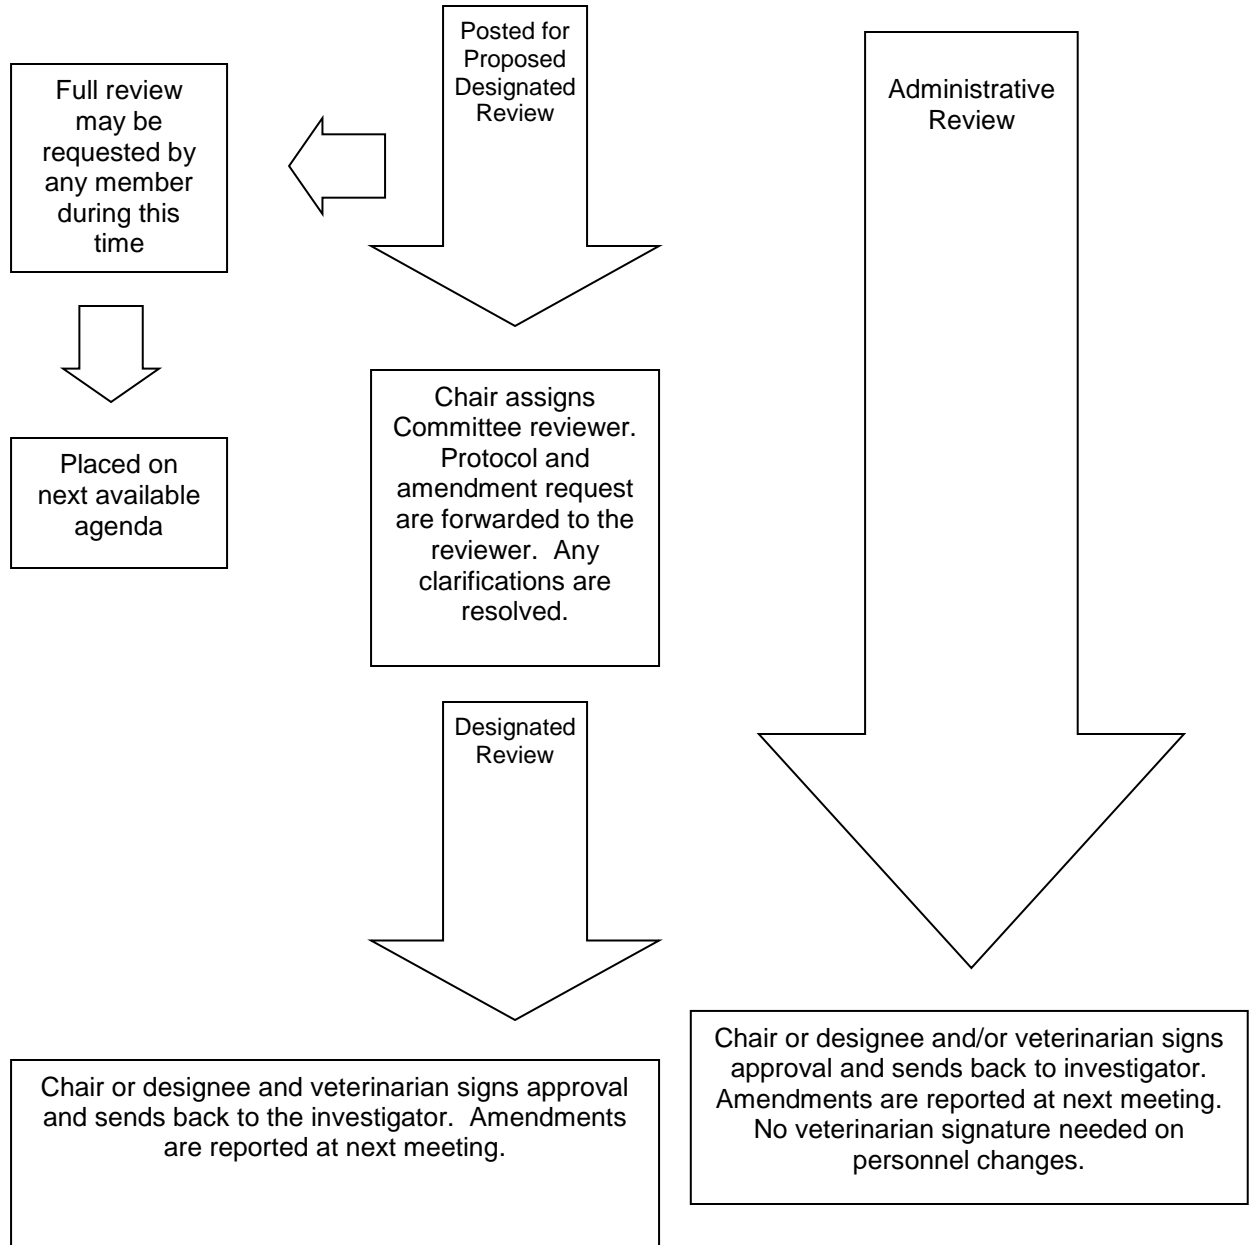 Posted for
Proposed
Designated
Review
Full review
may be
requested by
any member
during this
time
Administrative
Review
Placed on
next available
agenda
Chair assigns
Committee reviewer.
Protocol and
amendment request
are forwarded to the
reviewer.  Any
clarifications are
resolved.
Designated
Review
Chair or designee and veterinarian signs approval
and sends back to the investigator.  Amendments
are reported at next meeting.
Chair or designee and/or veterinarian signs
approval and sends back to investigator.
Amendments are reported at next meeting.
No veterinarian signature needed on
personnel changes.